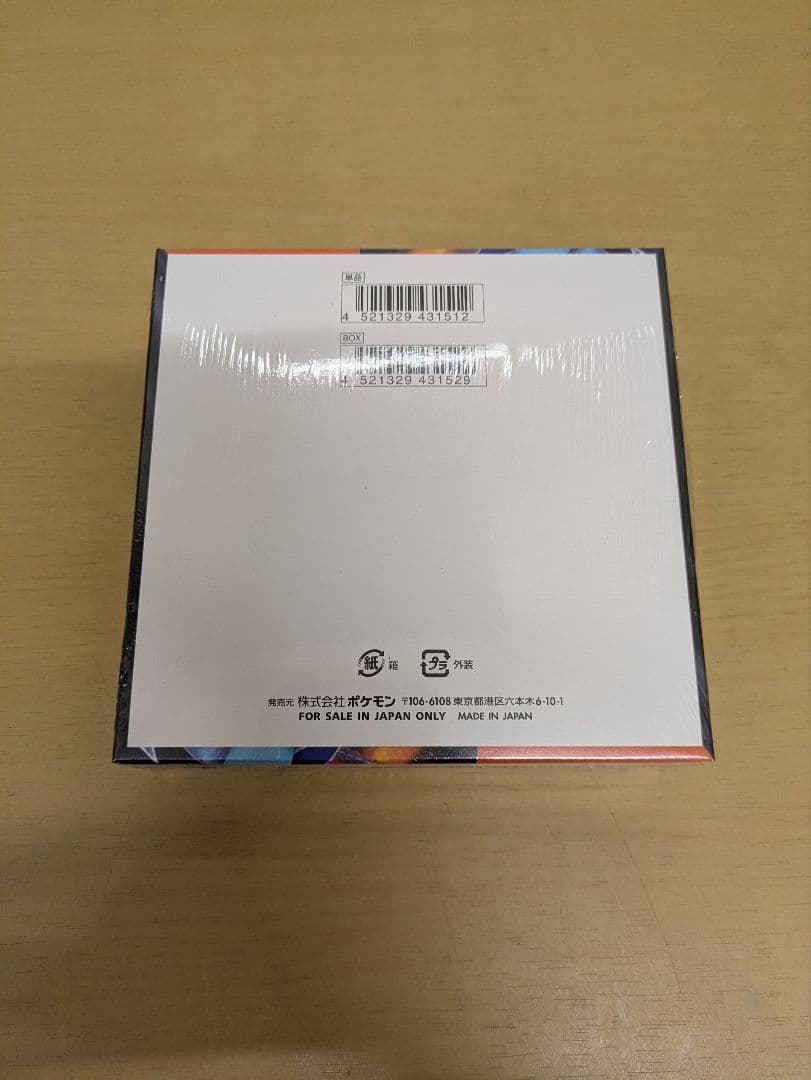 単品
4 521329 431512
BOX
4 521329 431529
紙 箱 プラ 外装
発売元 株式会社 ポケモン 〒106-6108 東京都港区六本木6-10-1
FOR SALE IN JAPAN ONLY MADE IN JAPAN